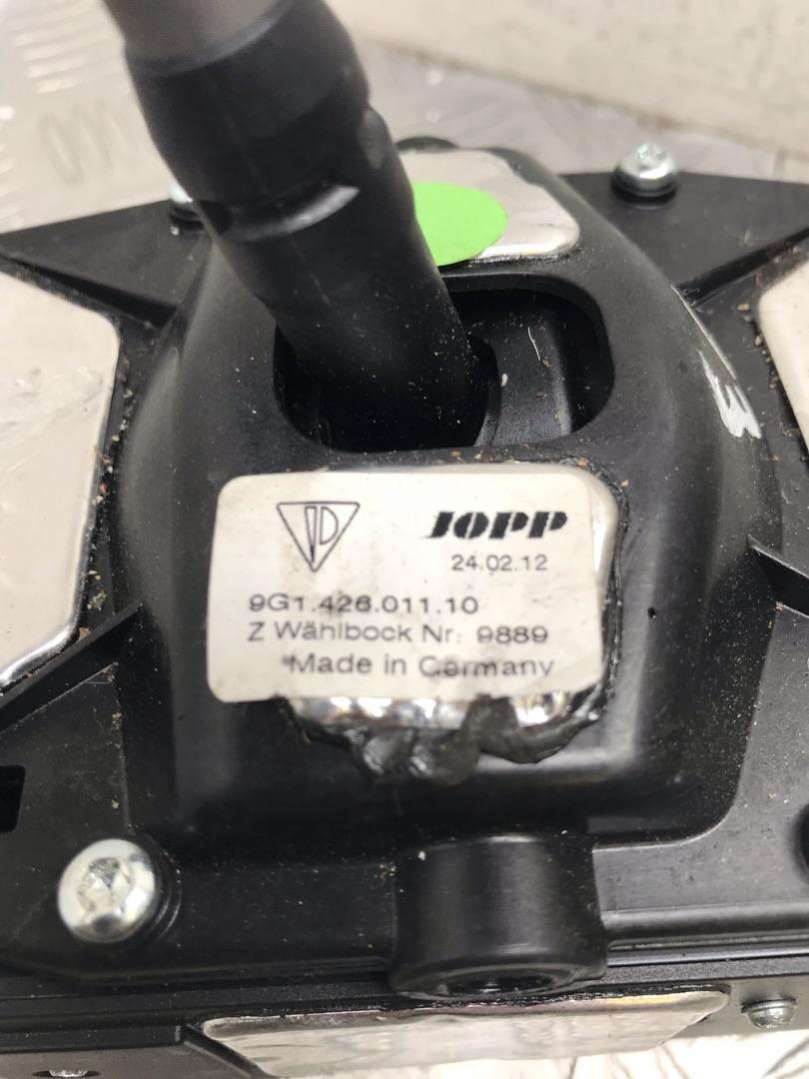 JOPP
24.02.12
9G1.426.011.10
Z Wählbock Nr: 9889
Made in Germany